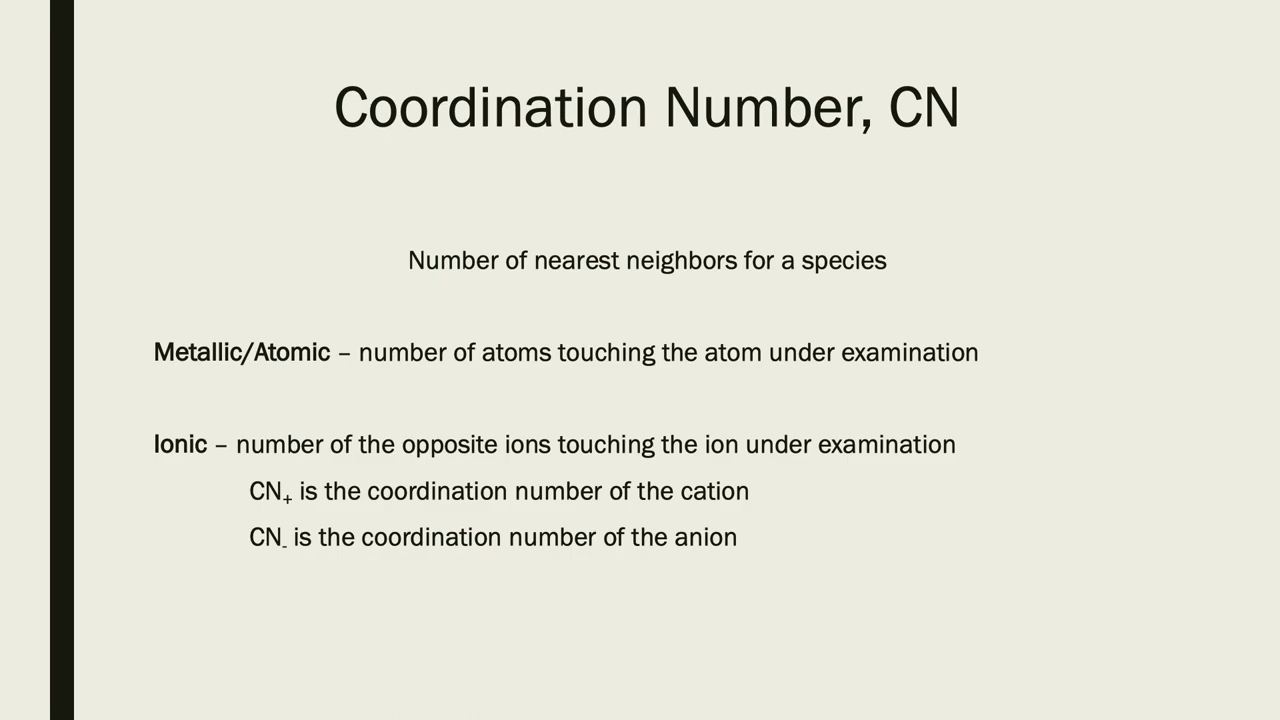 Coordination Number, CN
Number of nearest neighbors for a species
Metallic/Atomic – number of atoms touching the atom under examination
Ionic – number of the opposite ions touching the ion under examination
CN₊ is the coordination number of the cation
CN₋ is the coordination number of the anion